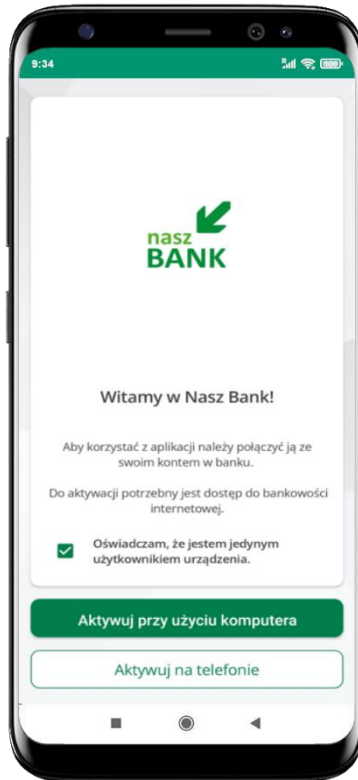 9:34
nasz
BANK
Witamy w Nasz Bank!
Aby korzystać z aplikacji należy połączyć ją ze
swoim kontem w banku.
Do aktywacji potrzebny jest dostęp do bankowości
internetowej.
Oświadczam, że jestem jedynym
użytkownikiem urządzenia.
Aktywuj przy użyciu komputera
Aktywuj na telefonie